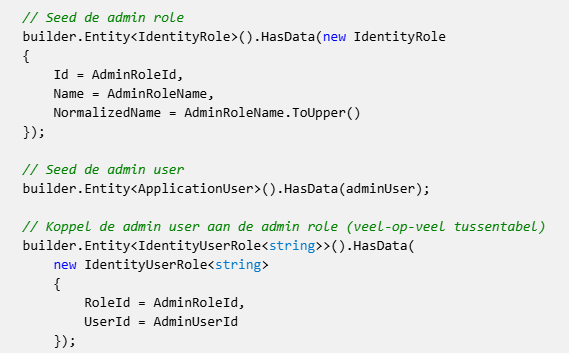 // Seed de admin role
builder.Entity<IdentityRole>().HasData(new IdentityRole
{
    Id = AdminRoleId,
    Name = AdminRoleName,
    NormalizedName = AdminRoleName.ToUpper()
});

// Seed de admin user
builder.Entity<ApplicationUser>().HasData(adminUser);

// Koppel de admin user aan de admin role (veel-op-veel tussentabel)
builder.Entity<IdentityUserRole<string>>().HasData(
    new IdentityUserRole<string>
    {
        RoleId = AdminRoleId,
        UserId = AdminUserId
    });